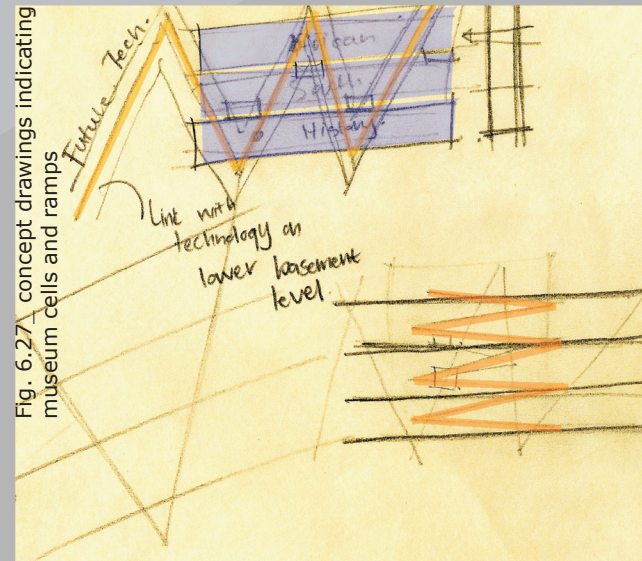 Fig. 6.27_ concept drawings indicating
museum cells and ramps
Future Tech.
History.
Link with
technology on
lower basement
level.